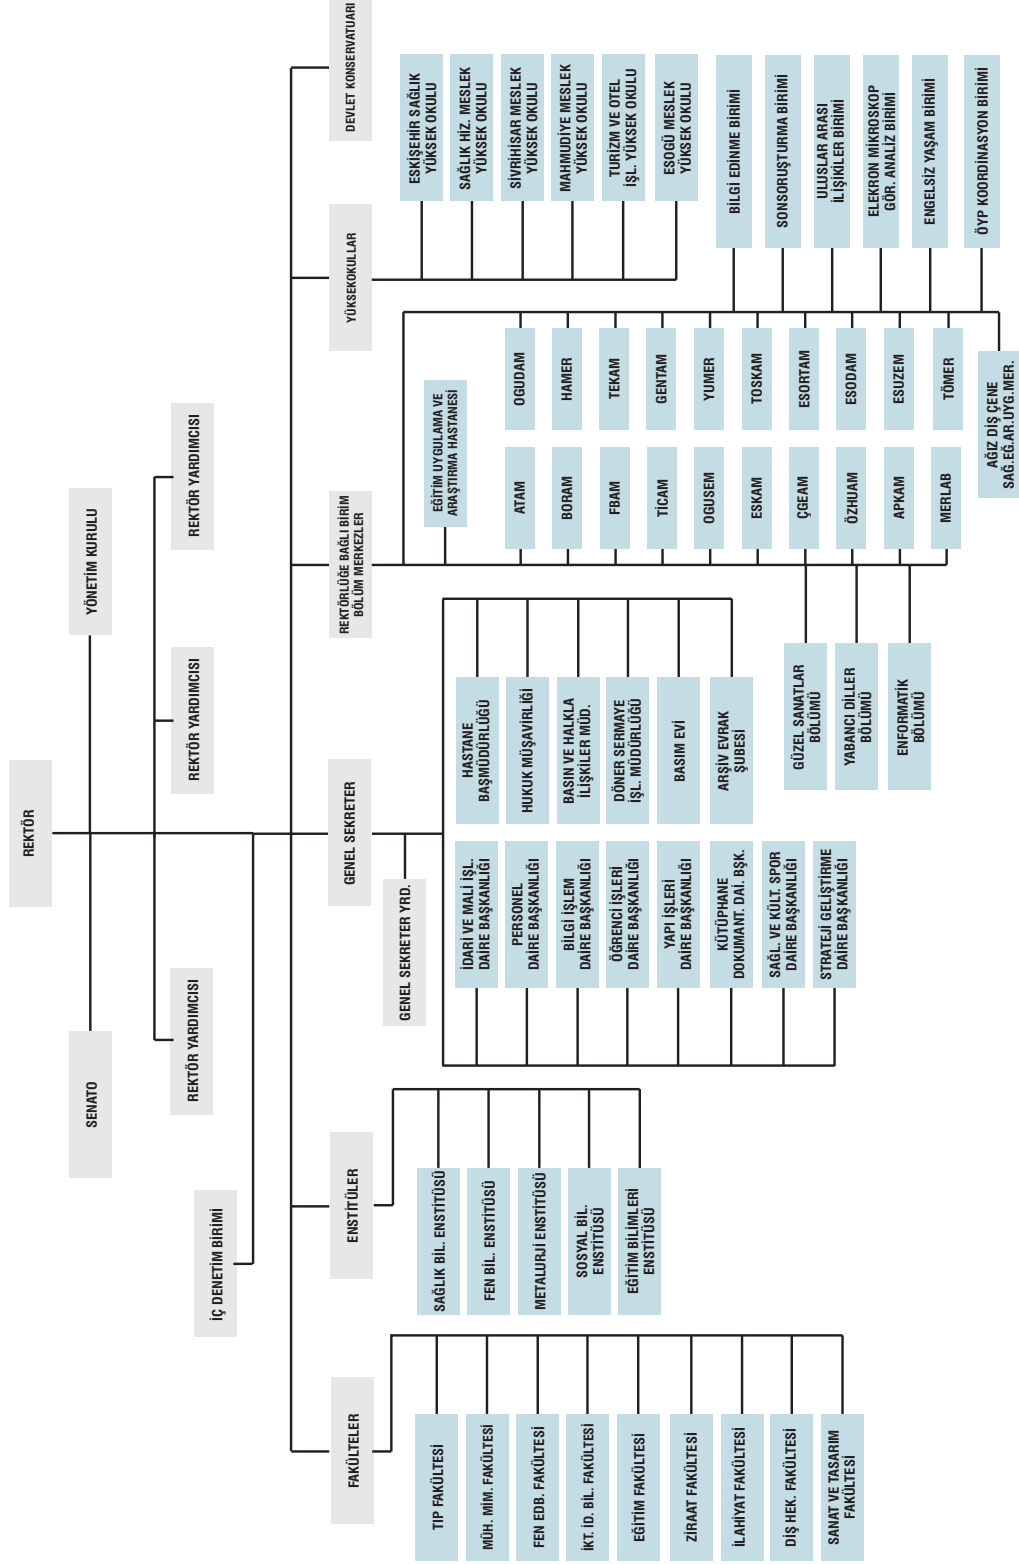 REKTÖR
SENATO
YÖNETİM KURULU
REKTÖR YARDIMCISI
REKTÖR YARDIMCISI
REKTÖR YARDIMCISI
İÇ DENETİM BİRİMİ
FAKÜLTELER
ENSTİTÜLER
GENEL SEKRETER
REKTÖRLÜĞE BAĞLI BİRİM
BÖLÜM MERKEZLER
YÜKSEKOKULLAR
DEVLET KONSERVATUARI
TIP FAKÜLTESİ
MÜH. MİM. FAKÜLTESİ
FEN EDB. FAKÜLTESİ
İKT. İD. BİL. FAKÜLTESİ
EĞİTİM FAKÜLTESİ
ZİRAAT FAKÜLTESİ
İLAHİYAT FAKÜLTESİ
DİŞ HEK. FAKÜLTESİ
SANAT VE TASARIM
FAKÜLTESİ
SAĞLIK BİL. ENSTİTÜSÜ
FEN BİL. ENSTİTÜSÜ
METALURJİ ENSTİTÜSÜ
SOSYAL BİL.
ENSTİTÜSÜ
EĞİTİM BİLİMLERİ
ENSTİTÜSÜ
GENEL SEKRETER YRD.
İDARİ VE MALİ İŞL.
DAİRE BAŞKANLIĞI
PERSONEL
DAİRE BAŞKANLIĞI
BİLGİ İŞLEM
DAİRE BAŞKANLIĞI
ÖĞRENCİ İŞLERİ
DAİRE BAŞKANLIĞI
YAPI İŞLERİ
DAİRE BAŞKANLIĞI
KÜTÜPHANE
DOKUMANT. DAİ. BŞK.
SAĞL. VE KÜLT. SPOR
DAİRE BAŞKANLIĞI
STRATEJİ GELİŞTİRME
DAİRE BAŞKANLIĞI
HASTANE
BAŞMÜDÜRLÜĞÜ
HUKUK MÜŞAVİRLİĞİ
BASIN VE HALKLA
İLİŞKİLER MÜD.
DÖNER SERMAYE
İŞL. MÜDÜRLÜĞÜ
BASIM EVİ
ARŞİV EVRAK
ŞUBESİ
EĞİTİM UYGULAMA VE
ARAŞTIRMA HASTANESİ
ATAM
BORAM
FBAM
TİCAM
OGUSEM
ESKAM
ÇGEAM
ÖZHUAM
APKAM
MERLAB
GÜZEL SANATLAR
BÖLÜMÜ
YABANCI DİLLER
BÖLÜMÜ
ENFORMATİK
BÖLÜMÜ
OGUDAM
HAMER
TEKAM
GENTAM
YUMER
TOSKAM
ESORTAM
ESODAM
ESUZEM
TÖMER
AĞIZ DİŞ ÇENE
SAĞ.EĞ.AR.UYG.MER.
BİLGİ EDİNME BİRİMİ
SONSORUŞTURMA BİRİMİ
ULUSLAR ARASI
İLİŞİKİLER BİRİMİ
ELEKRON MİKROSKOP
GÖR. ANALİZ BİRİMİ
ENGELSİZ YAŞAM BİRİMİ
ÖYP KOORDİNASYON BİRİMİ
ESKİŞEHİR SAĞLIK
YÜKSEK OKULU
SAĞLIK HİZ. MESLEK
YÜKSEK OKULU
SİVRİHİSAR MESLEK
YÜKSEK OKULU
MAHMUDİYE MESLEK
YÜKSEK OKULU
TURİZM VE OTEL
İŞL. YÜKSEK OKULU
ESOGÜ MESLEK
YÜKSEK OKULU